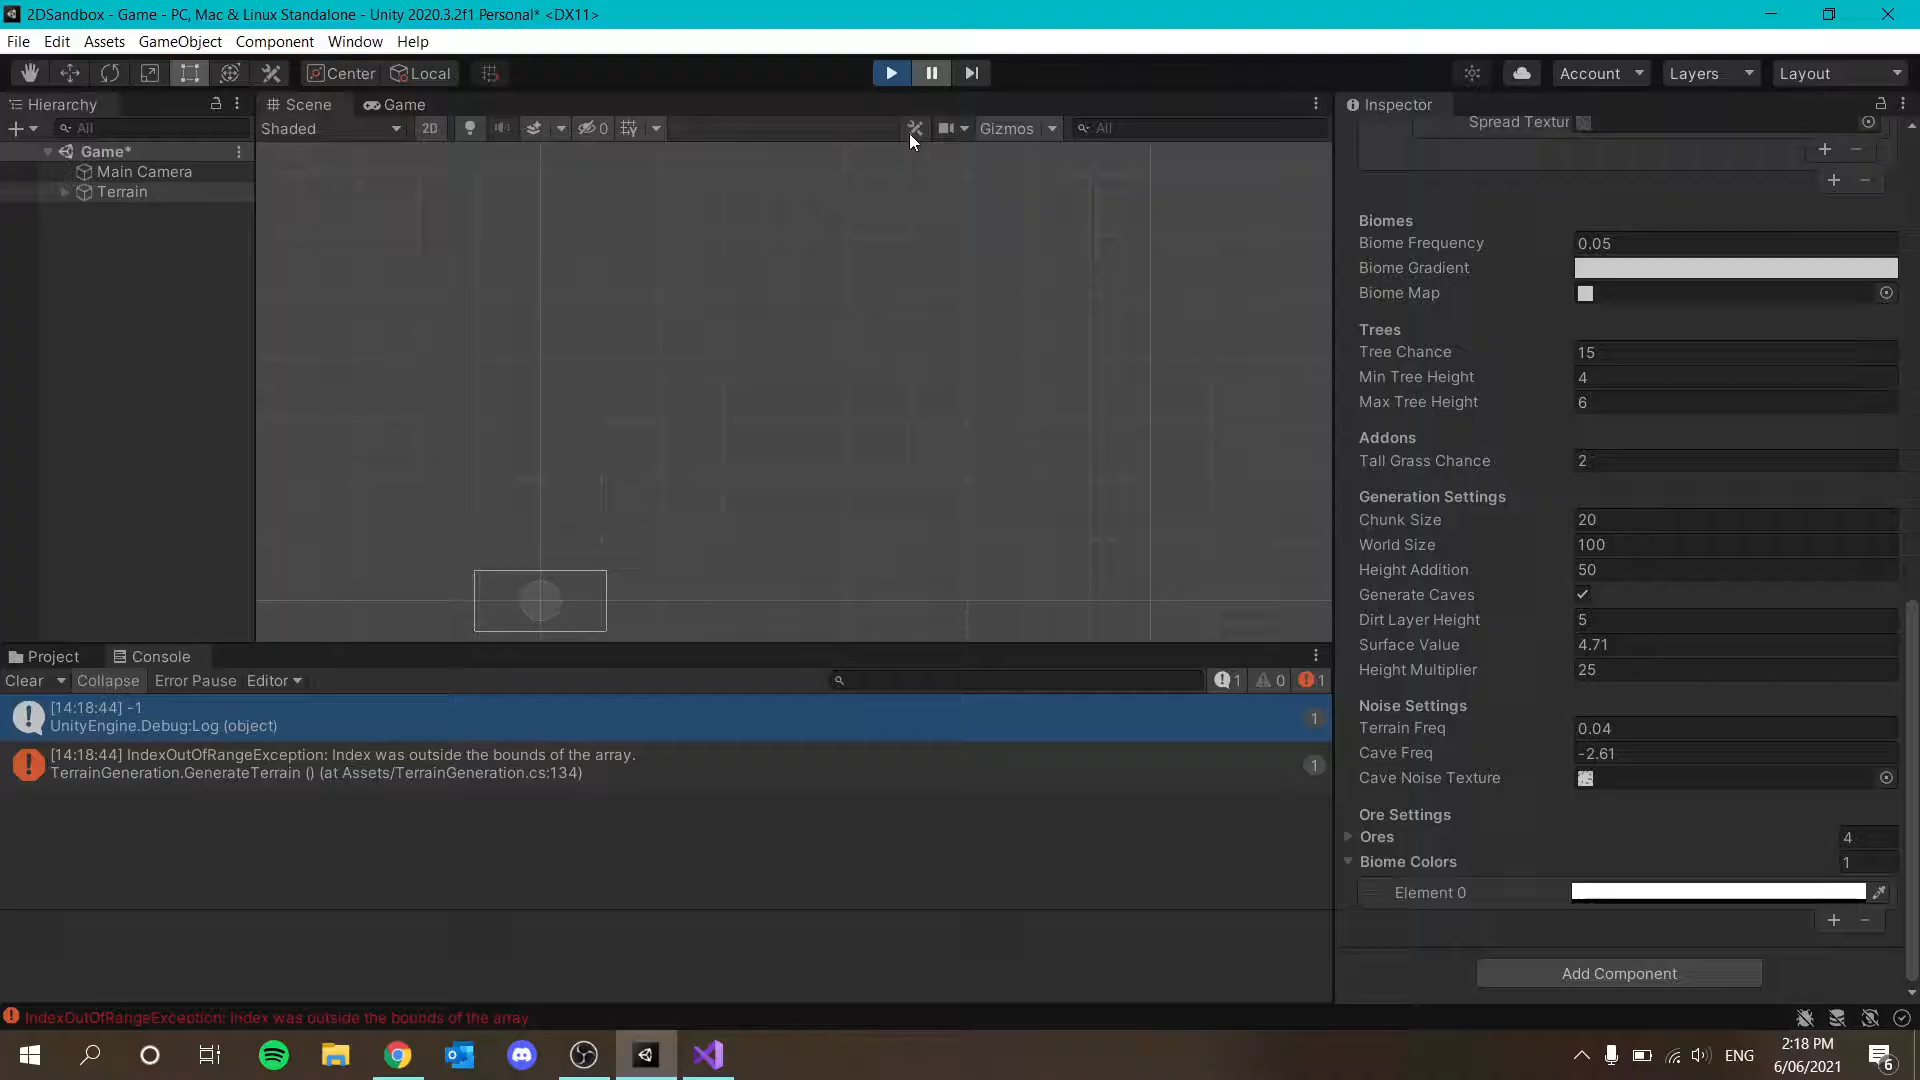 2DSandbox - Game - PC, Mac & Linux Standalone - Unity 2020.3.2f1 Personal* <DX11>
File Edit Assets GameObject Component Window Help
Center Local Account Layers Layout
Hierarchy Scene Game Inspector
All Shaded 2D 0 Gizmos All
Spread Textur
Game*
Main Camera
Terrain
Biomes
Biome Frequency 0.05
Biome Gradient
Biome Map
Trees
Tree Chance 15
Min Tree Height 4
Max Tree Height 6
Addons
Tall Grass Chance 2
Generation Settings
Chunk Size 20
World Size 100
Height Addition 50
Generate Caves
Dirt Layer Height 5
Surface Value 4.71
Height Multiplier 25
Noise Settings
Terrain Freq 0.04
Cave Freq -2.61
Cave Noise Texture
Ore Settings
Ores 4
Biome Colors 1
Element 0
Add Component
Project Console
Clear Collapse Error Pause Editor 1 0 1
[14:18:44] -1
UnityEngine.Debug:Log (object) 1
[14:18:44] IndexOutOfRangeException: Index was outside the bounds of the array.
TerrainGeneration.GenerateTerrain () (at Assets/TerrainGeneration.cs:134) 1
IndexOutOfRangeException: Index was outside the bounds of the array.
ENG
2:18 PM
6/06/2021
6